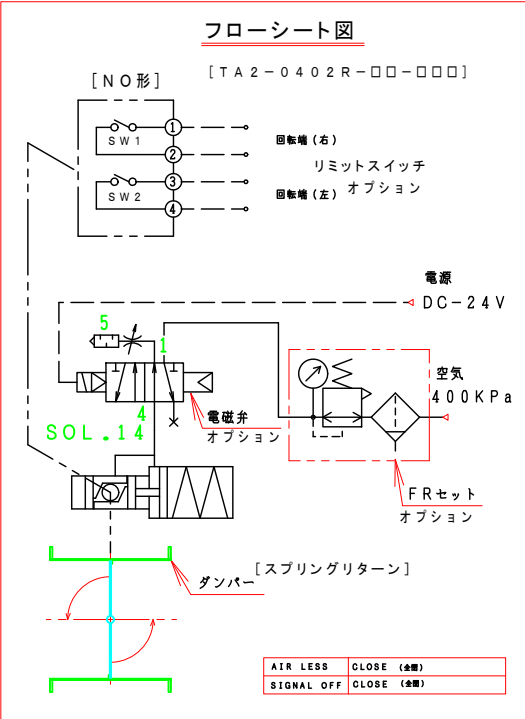 フローシート図
[NO形]
[TA2-0402R-□□-□□□]
SW1
①
②
SW2
③
④
回転端(右)
リミットスイッチ
オプション
回転端(左)
電源
DC-24V
5
1
4
SOL.14
電磁弁
オプション
空気
400KPa
FRセット
オプション
ダンパー
[スプリングリターン]
AIR LESS CLOSE (全閉)
SIGNAL OFF CLOSE (全閉)